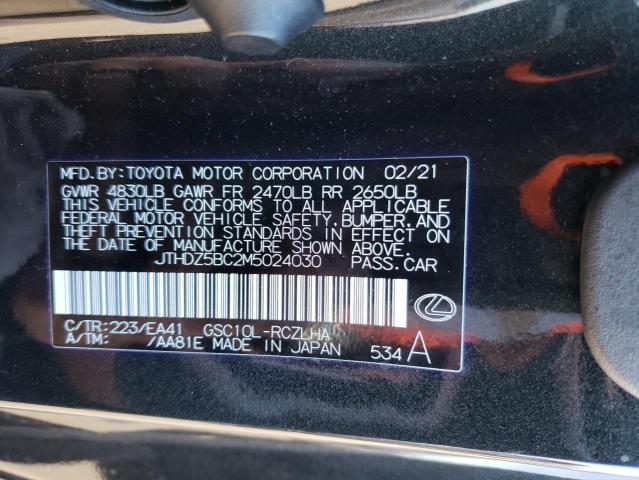 MFD.BY:TOYOTA MOTOR CORPORATION 02/21
GVWR 4830LB GAWR FR 2470LB RR 2650LB
THIS VEHICLE CONFORMS TO ALL APPLICABLE
FEDERAL MOTOR VEHICLE SAFETY,BUMPER,AND
THEFT PREVENTION STANDARDS IN EFFECT ON
THE DATE OF MANUFACTURE SHOWN ABOVE.
JTHDZ5BC2M5024030 PASS.CAR
C/TR:223/EA41 GSC10L-RCZLHA
A/TM: /AA81E MADE IN JAPAN 534 A